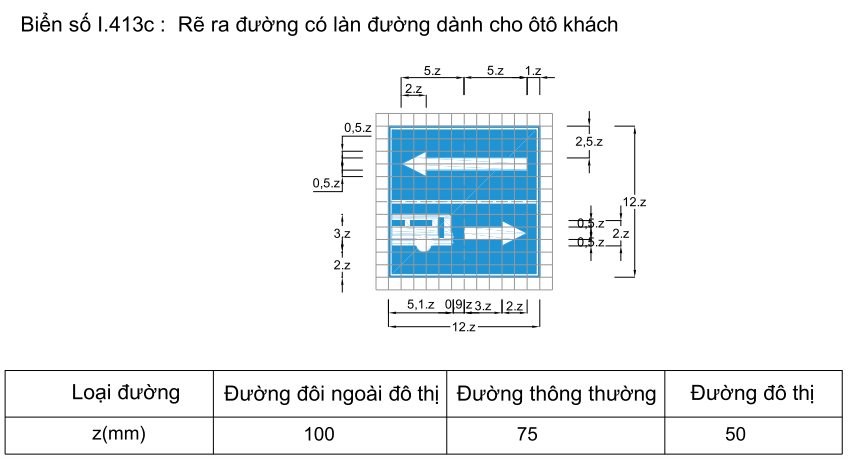 Biển số I.413c : Rẽ ra đường có làn đường dành cho ôtô khách
5.z 5.z 1.z
2.z
0,5.z
2,5.z
0,5.z
12.z
3.z
0,5.z
2.z
0,5.z
2.z
5,1.z 0,9.z 3.z 2.z
12.z
Loại đường Đường đôi ngoài đô thị Đường thông thường Đường đô thị
z(mm) 100 75 50